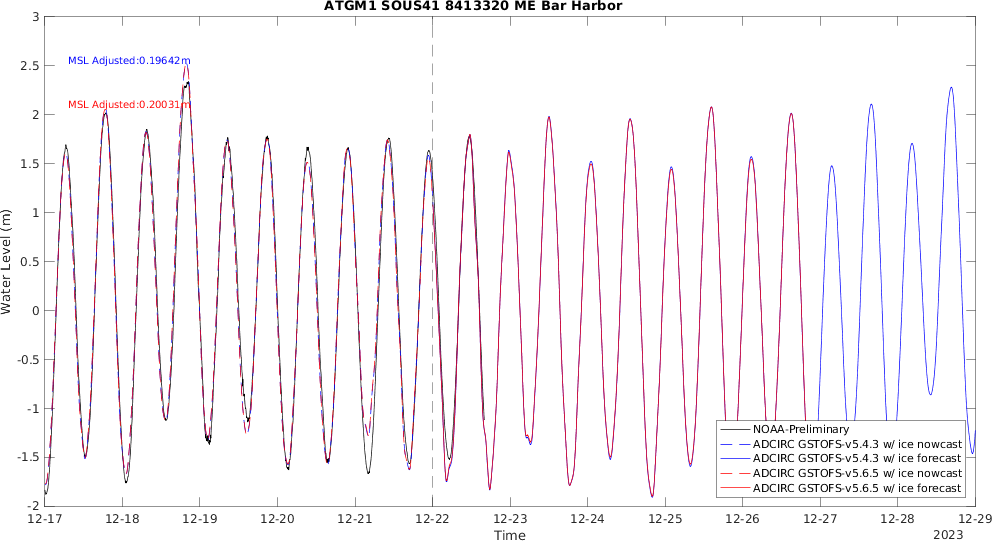 ATGM1 SOUS41 8413320 ME Bar Harbor
3
2.5
2
1.5
1
0.5
0
-0.5
-1
-1.5
-2
Water Level (m)
MSL Adjusted:0.19642m
MSL Adjusted:0.20031m
NOAA-Preliminary
ADCIRC GSTOFS-v5.4.3 w/ ice nowcast
ADCIRC GSTOFS-v5.4.3 w/ ice forecast
ADCIRC GSTOFS-v5.6.5 w/ ice nowcast
ADCIRC GSTOFS-v5.6.5 w/ ice forecast
12-17 12-18 12-19 12-20 12-21 12-22 12-23 12-24 12-25 12-26 12-27 12-28 12-29
Time
2023